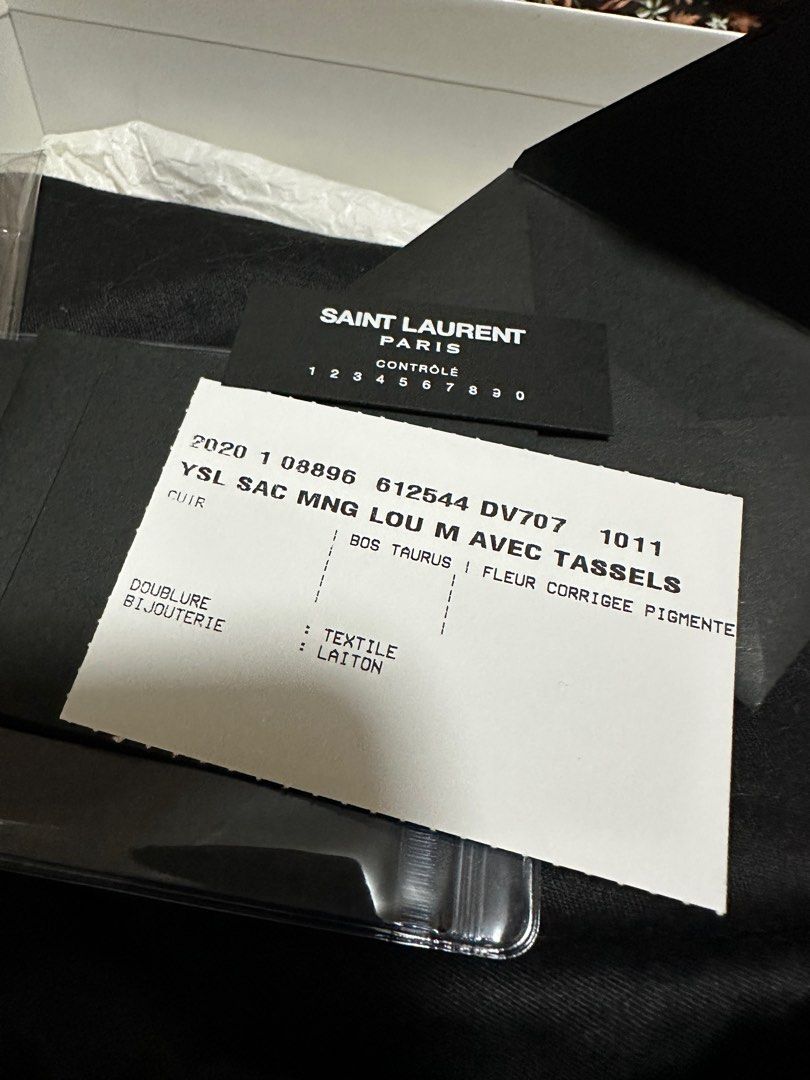 SAINT LAURENT
PARIS
CONTRÔLÉ
1 2 3 4 5 6 7 8 9 0
2020 1 08896 612544 DV707 1011
YSL SAC MNG LOU M AVEC TASSELS
CUIR | BOS TAURUS | FLEUR CORRIGEE PIGMENTE
DOUBLURE : TEXTILE
BIJOUTERIE : LAITON